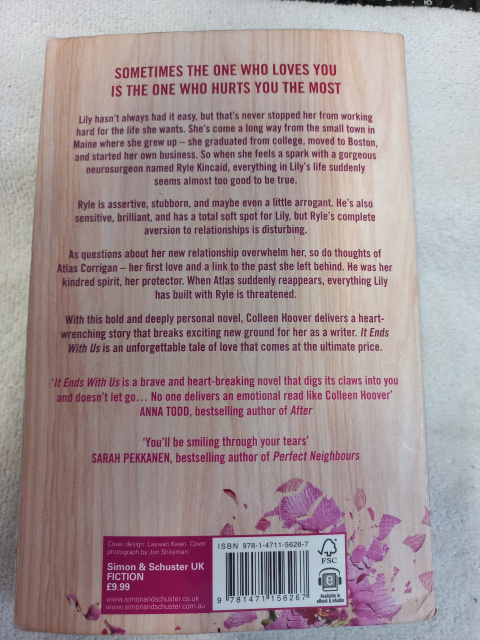 SOMETIMES THE ONE WHO LOVES YOU
IS THE ONE WHO HURTS YOU THE MOST
Lily hasn't always had it easy, but that's never stopped her from working
hard for the life she wants. She's come a long way from the small town in
Maine where she grew up – she graduated from college, moved to Boston,
and started her own business. So when she feels a spark with a gorgeous
neurosurgeon named Ryle Kincaid, everything in Lily's life suddenly
seems almost too good to be true.
Ryle is assertive, stubborn, and maybe even a little arrogant. He's also
sensitive, brilliant, and has a total soft spot for Lily, but Ryle's complete
aversion to relationships is disturbing.
As questions about her new relationship overwhelm her, so do thoughts of
Atlas Corrigan – her first love and a link to the past she left behind. He was her
kindred spirit, her protector. When Atlas suddenly reappears, everything Lily
has built with Ryle is threatened.
With this bold and deeply personal novel, Colleen Hoover delivers a heart-
wrenching story that breaks exciting new ground for her as a writer. It Ends
With Us is an unforgettable tale of love that comes at the ultimate price.
'It Ends With Us is a brave and heart-breaking novel that digs its claws into you
and doesn't let go... No one delivers an emotional read like Colleen Hoover'
ANNA TODD, bestselling author of After
'You'll be smiling through your tears'
SARAH PEKKANEN, bestselling author of Perfect Neighbours
Cover design: Laywan Kwan. Cover
photograph by Jon Shireman
Simon & Schuster UK
FICTION
£9.99
www.simonandschuster.co.uk
www.simonandschuster.com.au
ISBN 978-1-4711-5626-7
9 781471 156267
FSC
e
Available in
eBook & eAudio